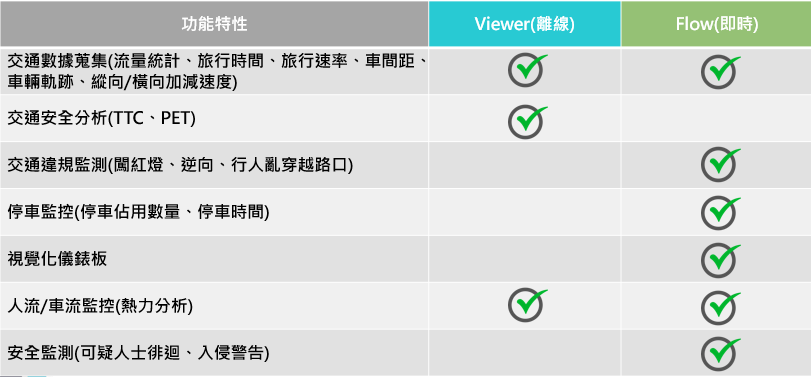 功能特性 Viewer(離線) Flow(即時)
交通數據蒐集(流量統計、旅行時間、旅行速率、車間距、
車輛軌跡、縱向/橫向加減速度)
交通安全分析(TTC、PET)
交通違規監測(闖紅燈、逆向、行人亂穿越路口)
停車監控(停車佔用數量、停車時間)
視覺化儀錶板
人流/車流監控(熱力分析)
安全監測(可疑人士徘迴、入侵警告)